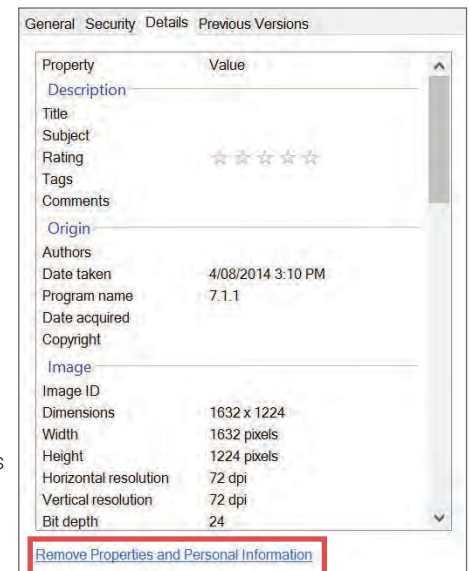 General Security Details Previous Versions
Property Value
Description
Title
Subject
Rating
Tags
Comments
Origin
Authors
Date taken 4/08/2014 3:10 PM
Program name 7.1.1
Date acquired
Copyright
Image
Image ID
Dimensions 1632 x 1224
Width 1632 pixels
Height 1224 pixels
s
Horizontal resolution 72 dpi
Vertical resolution 72 dpi
Bit depth 24
Remove Properties and Personal Information